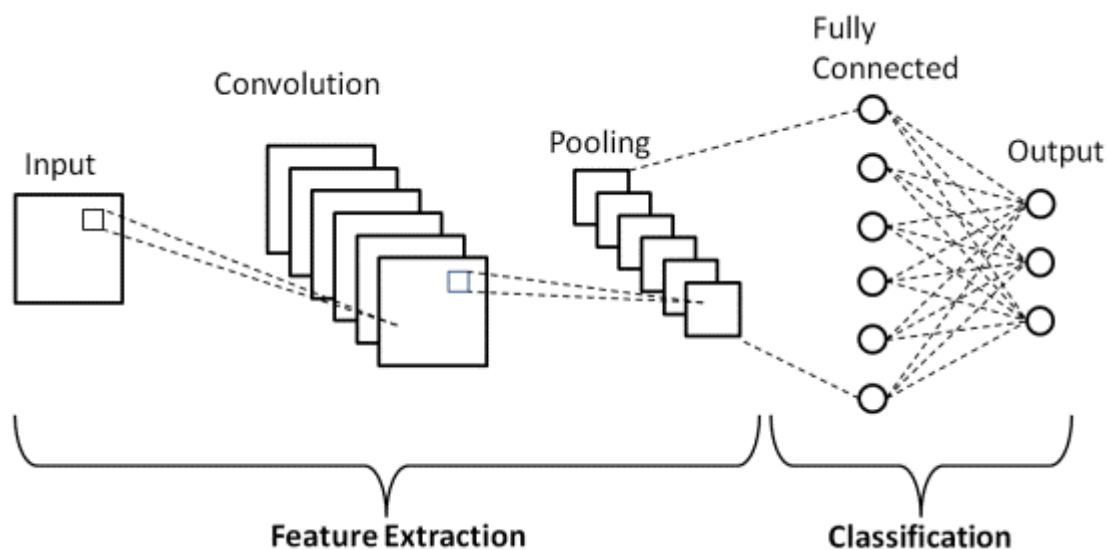 Input
Convolution
Pooling
Fully
Connected
Output
Feature Extraction
Classification